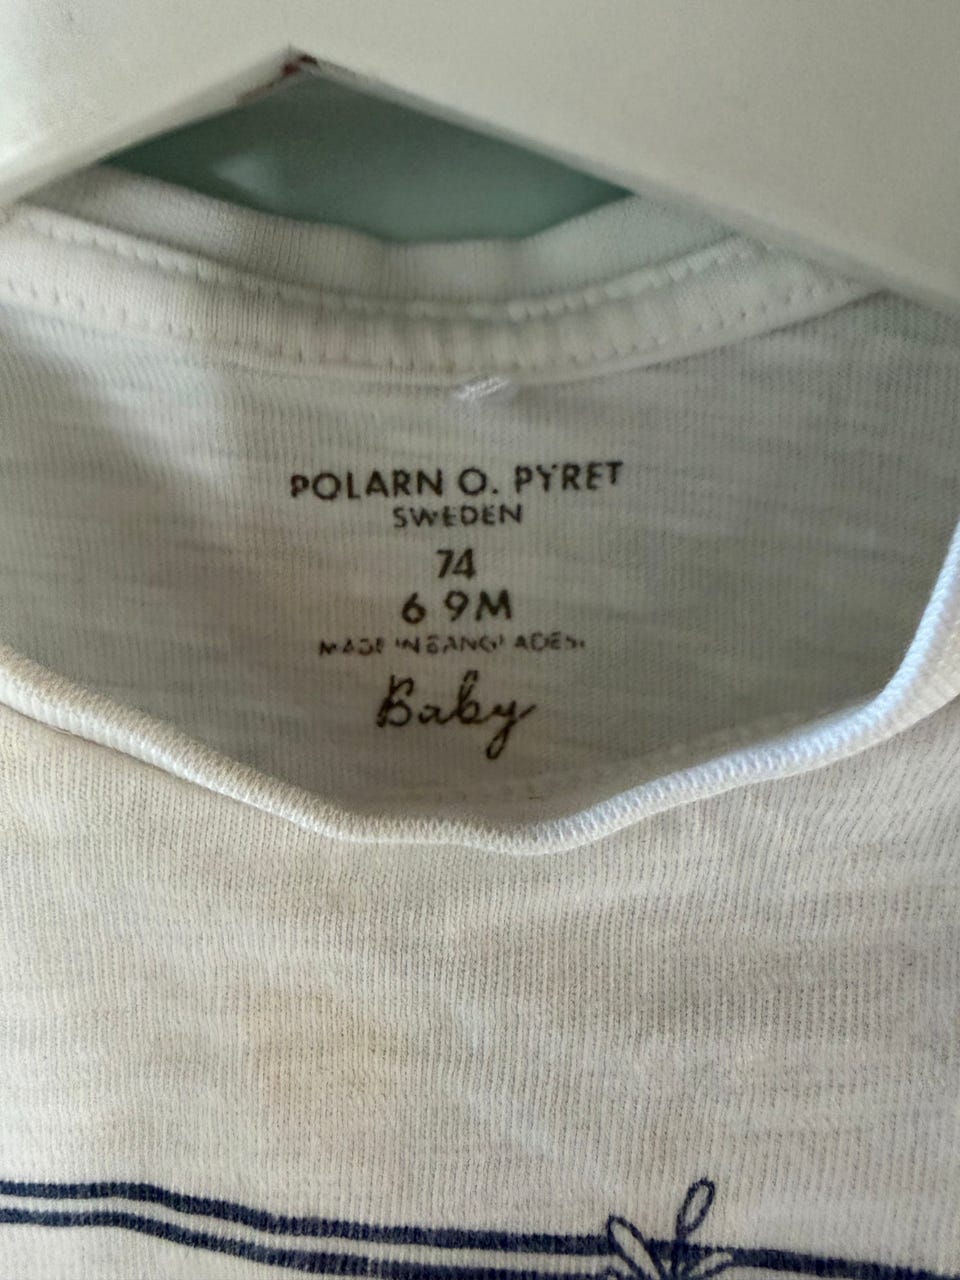 POLARN O. PYRET
SWEDEN
74
6 9M
MADE IN BANGLADESH
Baby